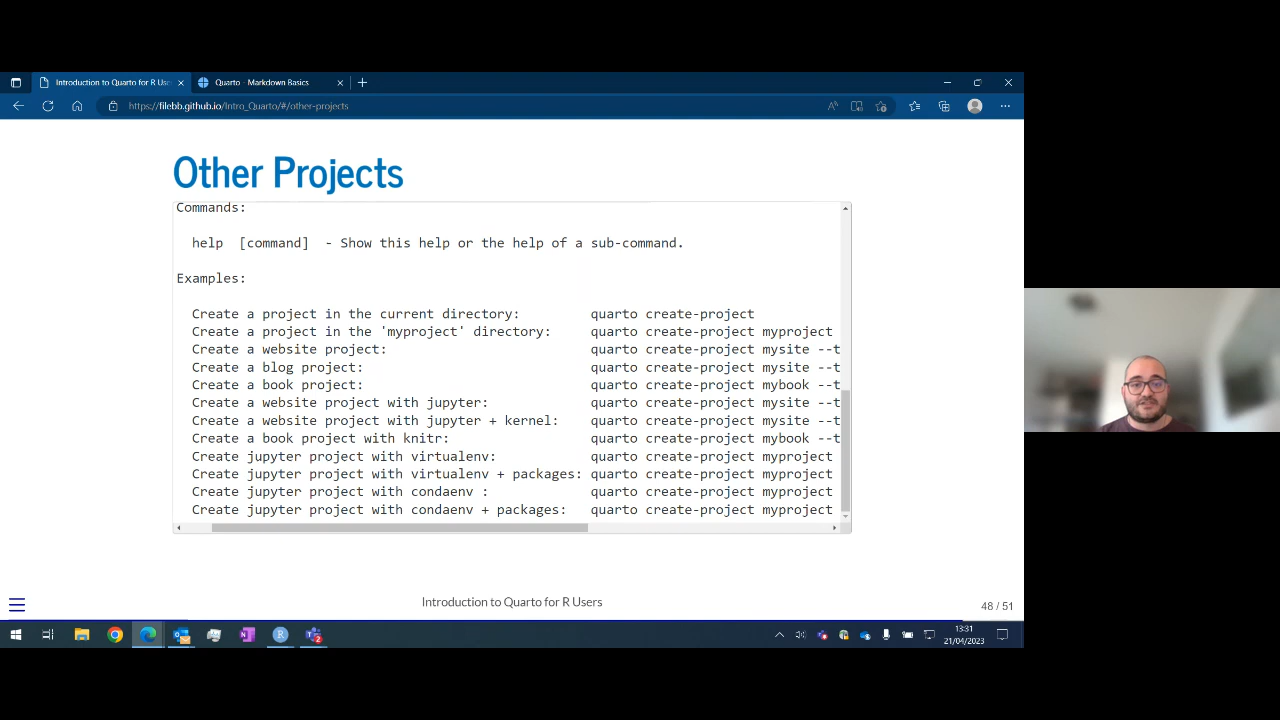 Introduction to Quarto for R Use
Quarto - Markdown Basics
https://filebb.github.io/Intro_Quarto/#/other-projects
Other Projects
Commands:
help [command] - Show this help or the help of a sub-command.
Examples:
Create a project in the current directory: quarto create-project
Create a project in the 'myproject' directory: quarto create-project myproject
Create a website project: quarto create-project mysite --t
Create a blog project: quarto create-project mysite --t
Create a book project: quarto create-project mybook --t
Create a website project with jupyter: quarto create-project mysite --t
Create a website project with jupyter + kernel: quarto create-project mysite --t
Create a book project with knitr: quarto create-project mybook --t
Create jupyter project with virtualenv: quarto create-project myproject
Create jupyter project with virtualenv + packages: quarto create-project myproject
Create jupyter project with condaenv : quarto create-project myproject
Create jupyter project with condaenv + packages: quarto create-project myproject
Introduction to Quarto for R Users
48 / 51
13:31
21/04/2023